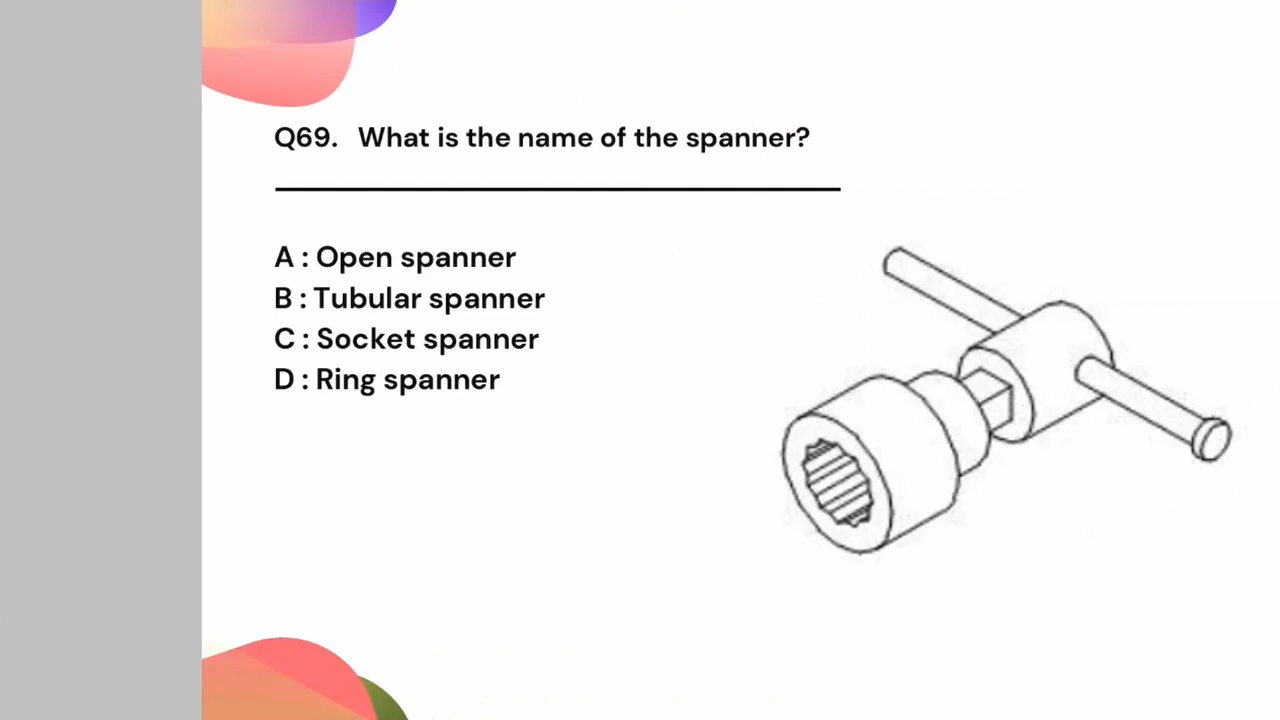 Q69. What is the name of the spanner?
A : Open spanner
B : Tubular spanner
C : Socket spanner
D : Ring spanner